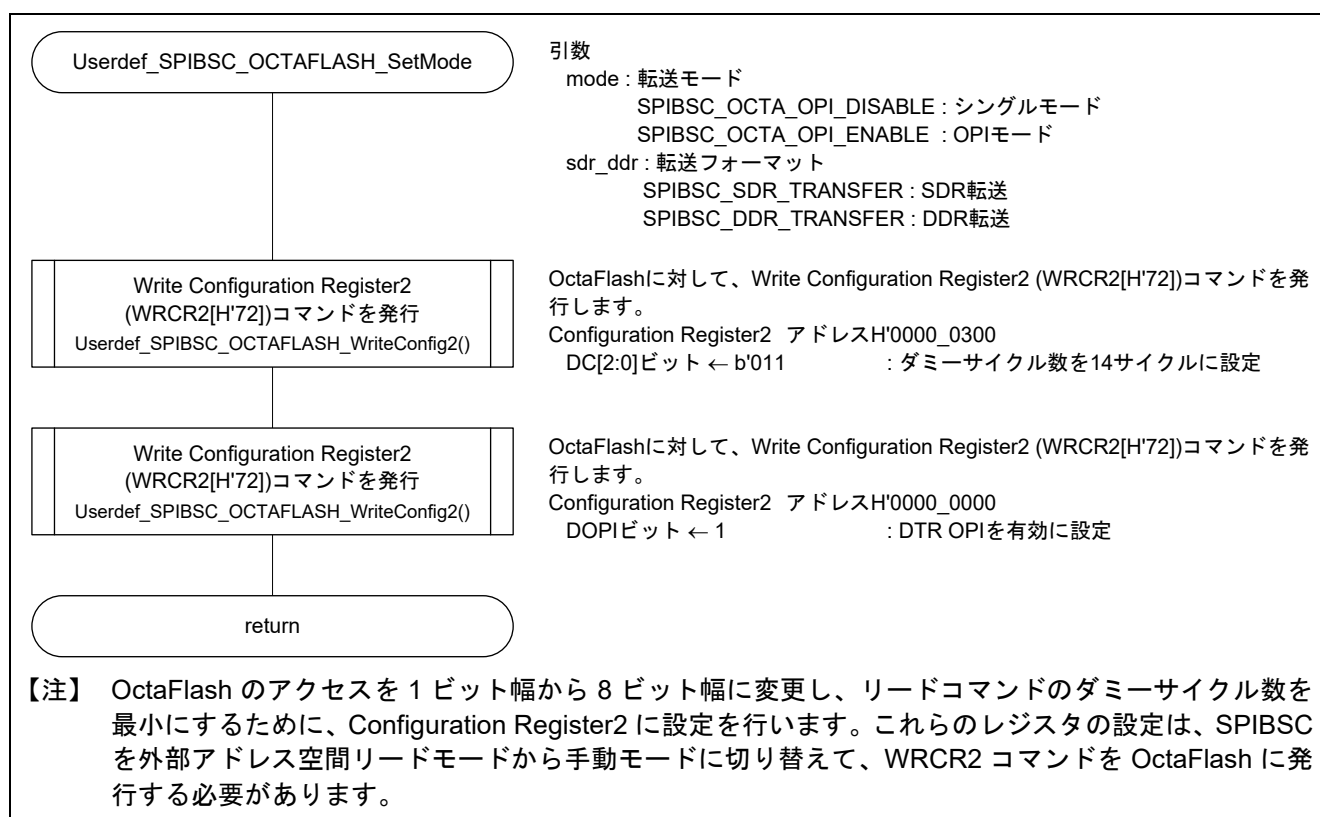 Userdef_SPIBSC_OCTAFLASH_SetMode
引数
mode : 転送モード
SPIBSC_OCTA_OPI_DISABLE : シングルモード
SPIBSC_OCTA_OPI_ENABLE : OPIモード
sdr_ddr : 転送フォーマット
SPIBSC_SDR_TRANSFER : SDR転送
SPIBSC_DDR_TRANSFER : DDR転送
Write Configuration Register2
(WRCR2[H'72])コマンドを発行
Userdef_SPIBSC_OCTAFLASH_WriteConfig2()
OctaFlashに対して、Write Configuration Register2 (WRCR2[H'72])コマンドを発
行します。
Configuration Register2 アドレスH'0000_0300
DC[2:0]ビット ← b'011 : ダミーサイクル数を14サイクルに設定
Write Configuration Register2
(WRCR2[H'72])コマンドを発行
Userdef_SPIBSC_OCTAFLASH_WriteConfig2()
OctaFlashに対して、Write Configuration Register2 (WRCR2[H'72])コマンドを発
行します。
Configuration Register2 アドレスH'0000_0000
DOPIビット ← 1 : DTR OPIを有効に設定
return
【注】 OctaFlash のアクセスを 1 ビット幅から 8 ビット幅に変更し、リードコマンドのダミーサイクル数を
最小にするために、Configuration Register2 に設定を行います。これらのレジスタの設定は、SPIBSC
を外部アドレス空間リードモードから手動モードに切り替えて、WRCR2 コマンドを OctaFlash に発
行する必要があります。